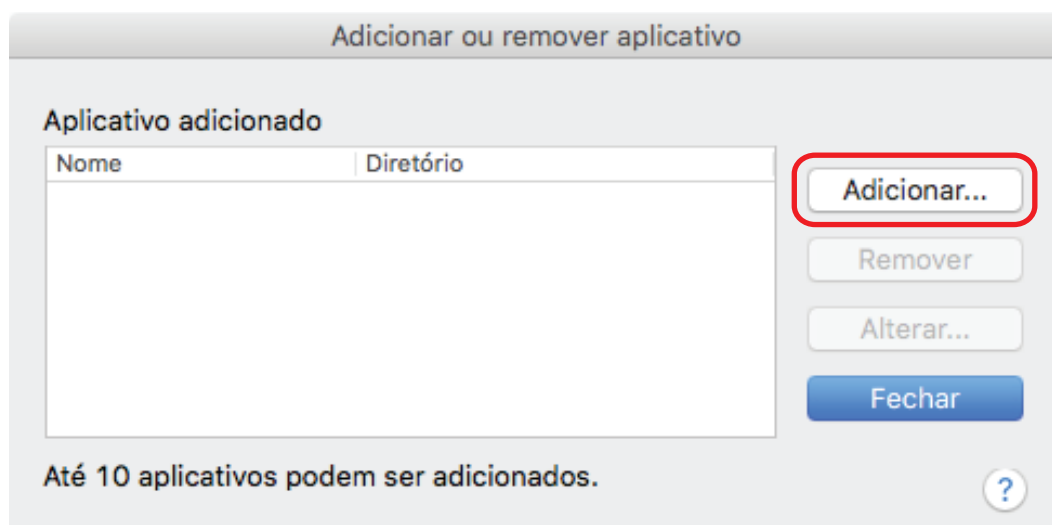 Adicionar ou remover aplicativo
Aplicativo adicionado
Nome Diretório
Adicionar...
Remover
Alterar...
Fechar
Até 10 aplicativos podem ser adicionados.
?